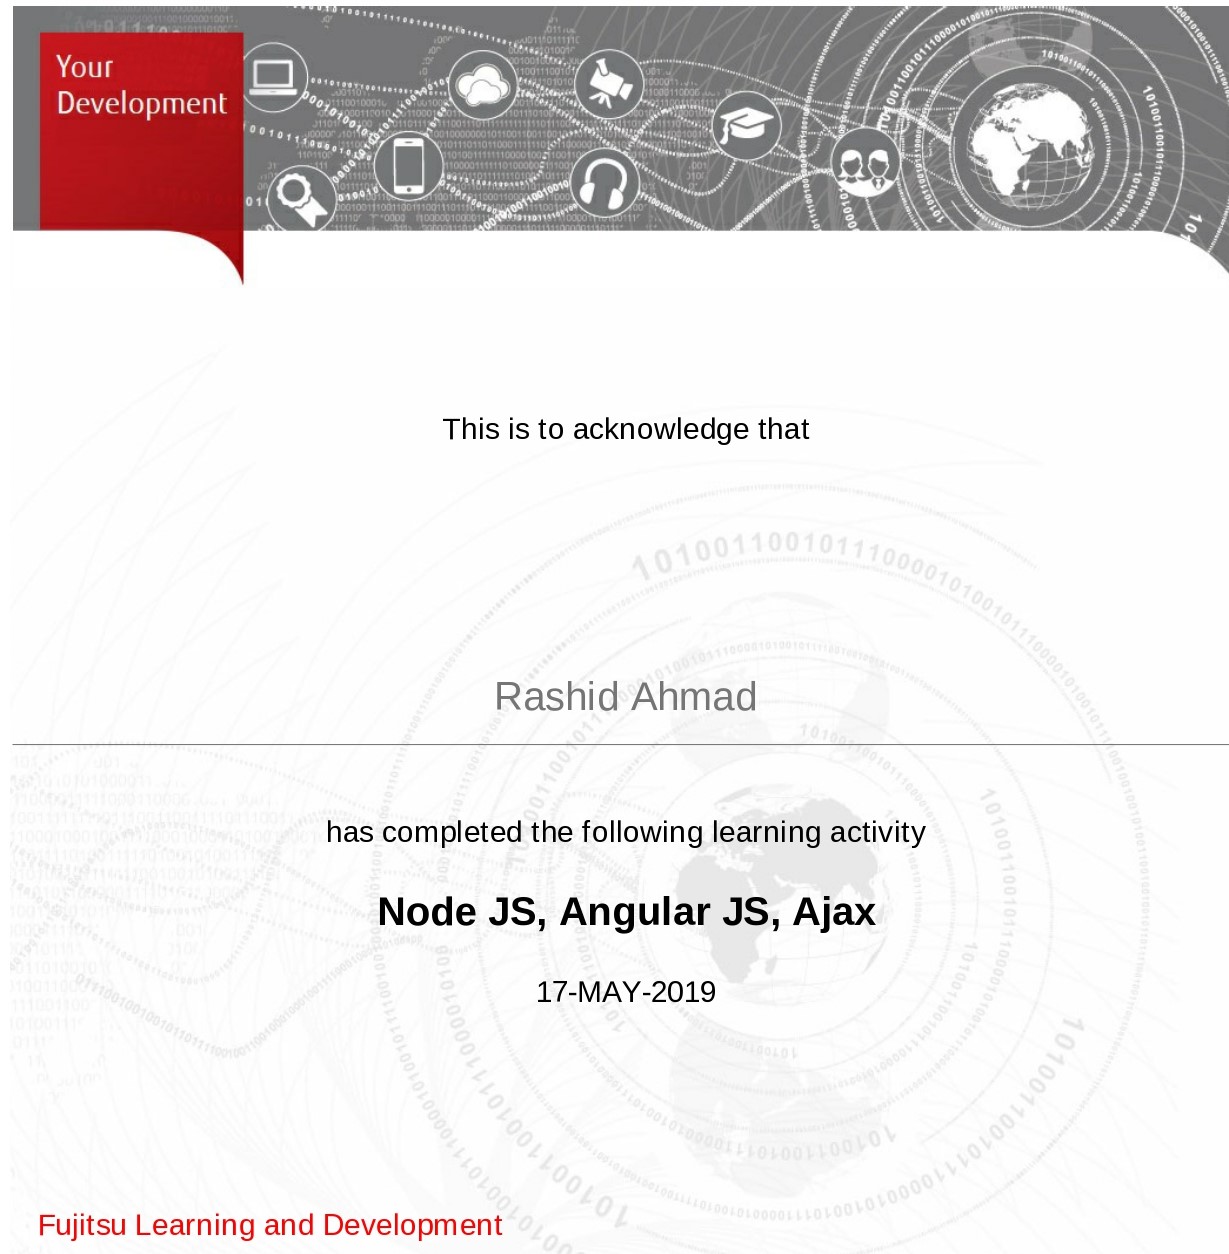 Your
Development
This is to acknowledge that
Rashid Ahmad
has completed the following learning activity
Node JS, Angular JS, Ajax
17-MAY-2019
Fujitsu Learning and Development